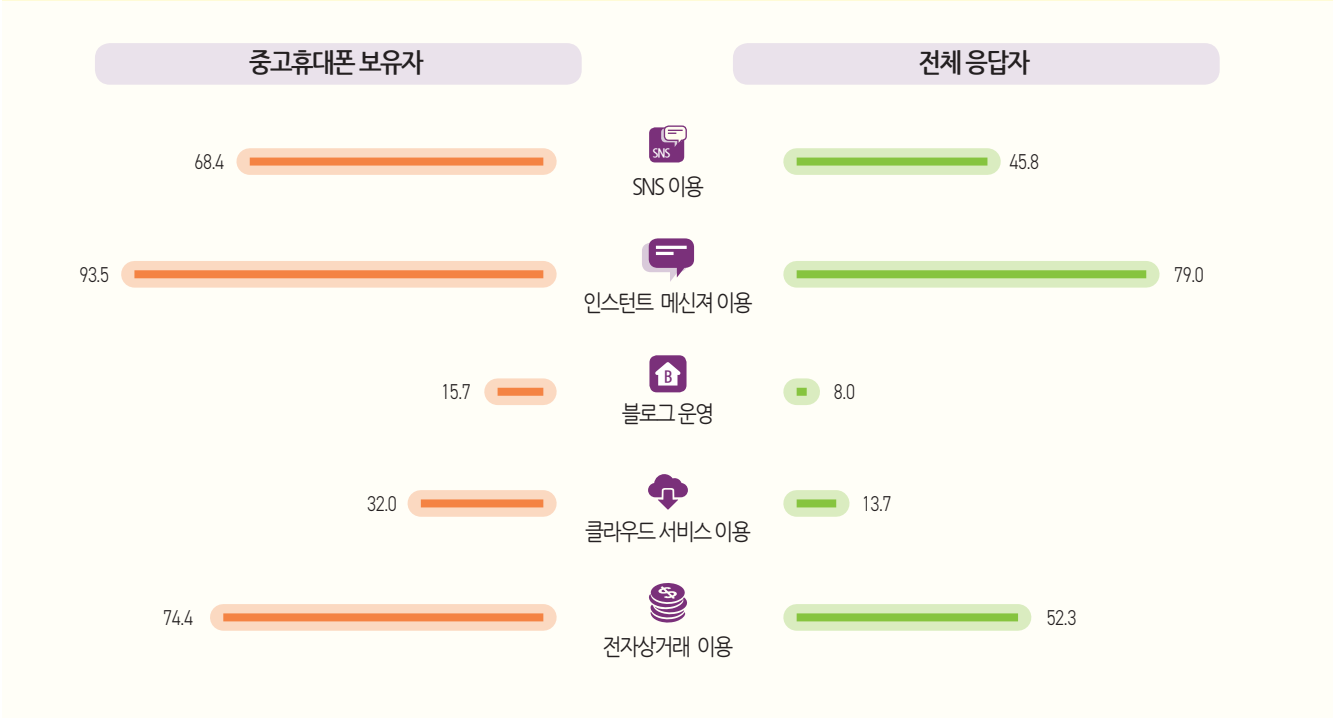 중고휴대폰 보유자
전체 응답자
SNS
68.4
45.8
SNS 이용
93.5
79.0
인스턴트 메신져 이용
B
15.7
8.0
블로그 운영
32.0
13.7
클라우드 서비스 이용
$
74.4
52.3
전자상거래 이용